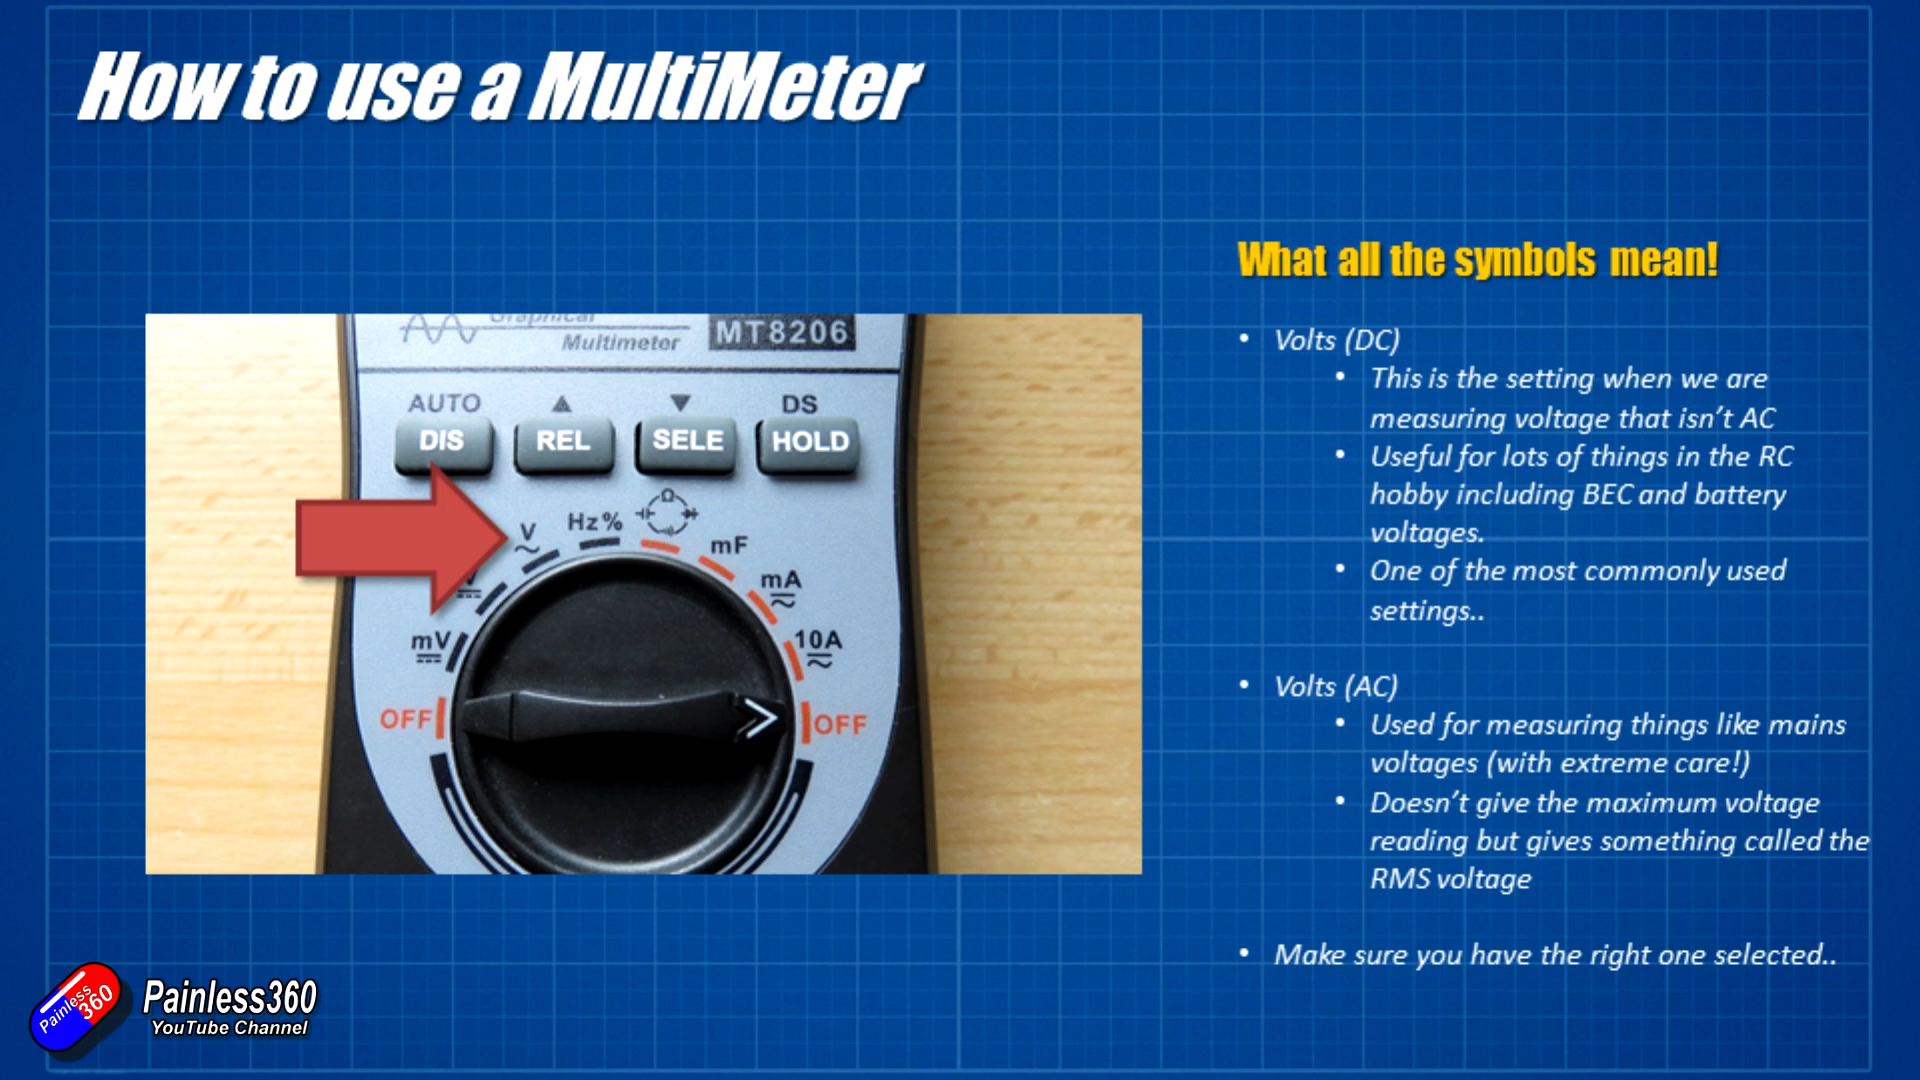 How to use a MultiMeter
What all the symbols mean!
Graphical
Multimeter MT8206
AUTO ▲ ▼ DS
DIS REL SELE HOLD
V Hz% Ω mF
V mA
mV 10A
OFF OFF
• Volts (DC)
• This is the setting when we are
measuring voltage that isn't AC
• Useful for lots of things in the RC
hobby including BEC and battery
voltages.
• One of the most commonly used
settings..
• Volts (AC)
• Used for measuring things like mains
voltages (with extreme care!)
• Doesn't give the maximum voltage
reading but gives something called the
RMS voltage
• Make sure you have the right one selected..
Painless
360
Painless360
YouTube Channel